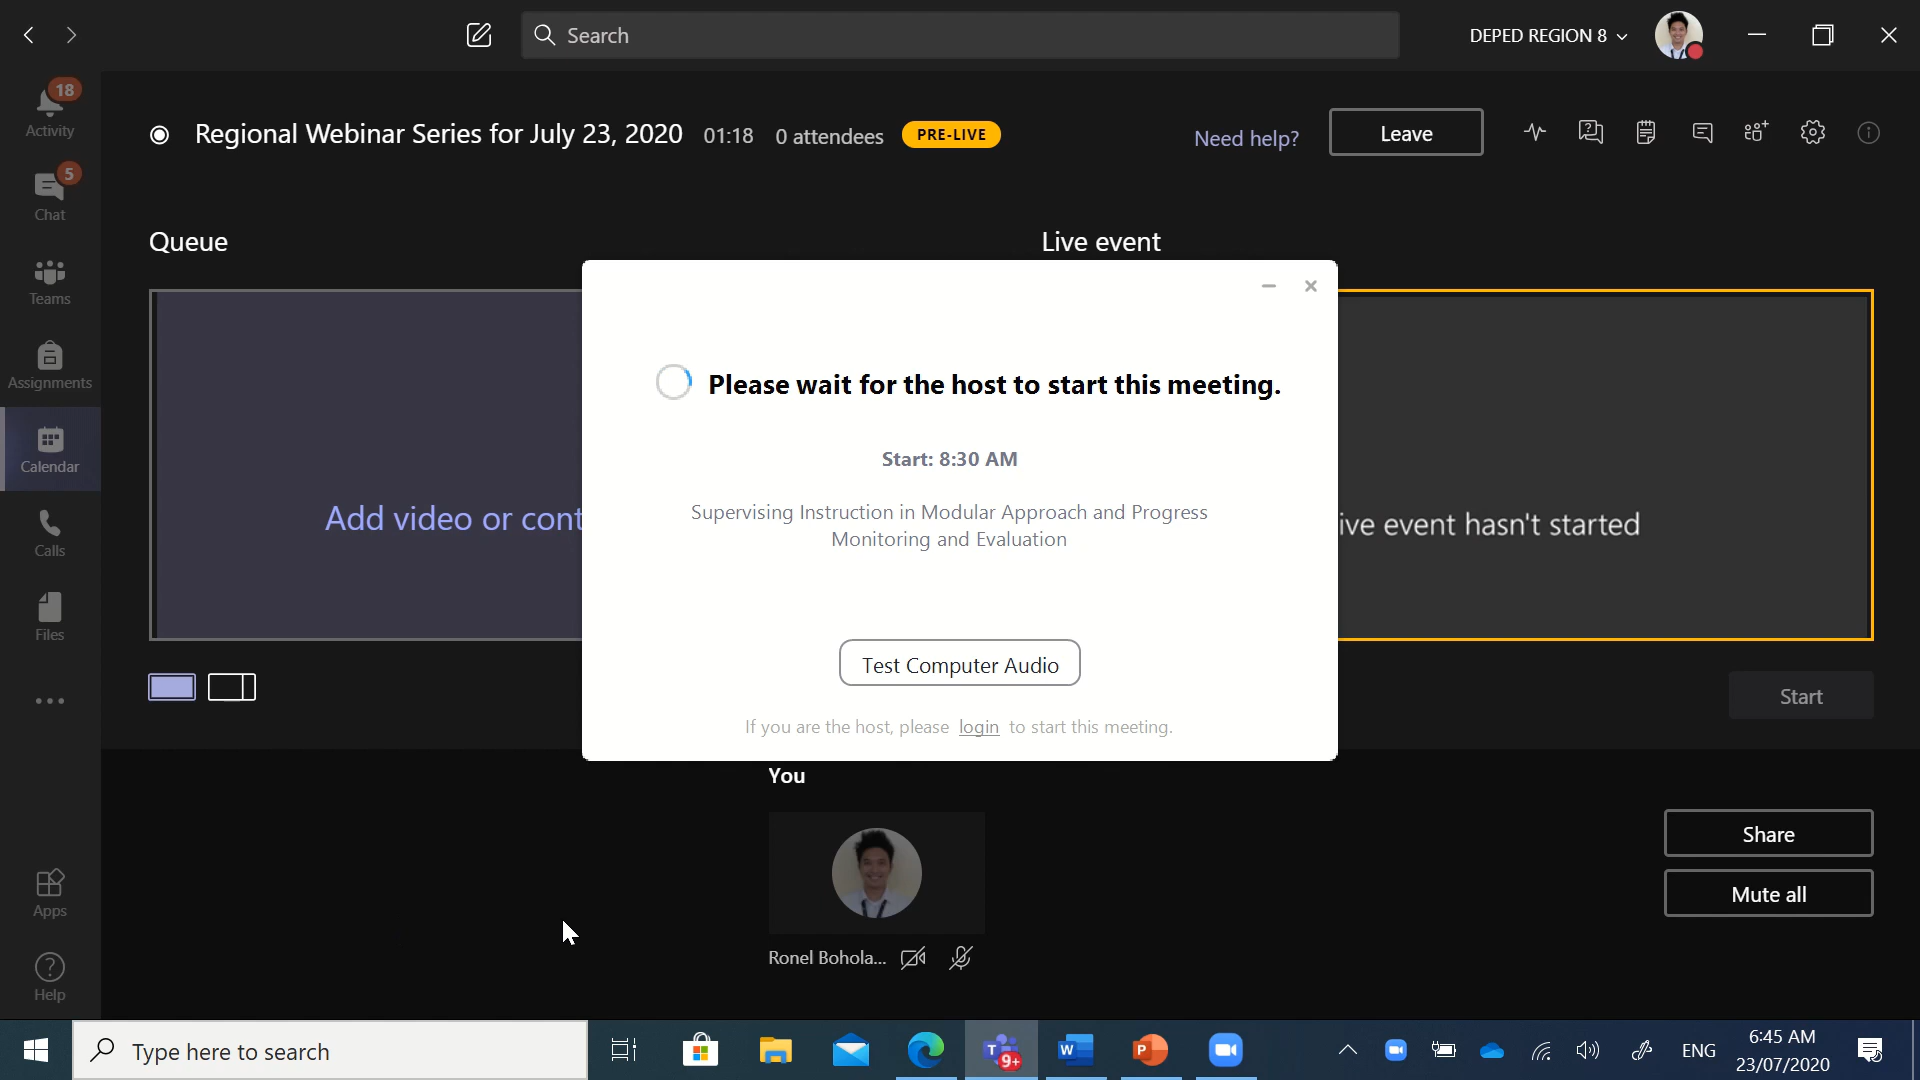 Search
DEPED REGION 8
18
Activity
5
Chat
Teams
Assignments
Calendar
Calls
Files
Apps
Help
Regional Webinar Series for July 23, 2020 01:18 0 attendees PRE-LIVE
Need help?
Leave
Queue
Live event
Add video or cont
ive event hasn't started
Please wait for the host to start this meeting.
Start: 8:30 AM
Supervising Instruction in Modular Approach and Progress
Monitoring and Evaluation
Test Computer Audio
If you are the host, please login to start this meeting.
Start
You
Ronel Bohola...
Share
Mute all
Type here to search
T
9+
W
P
ENG
6:45 AM
23/07/2020